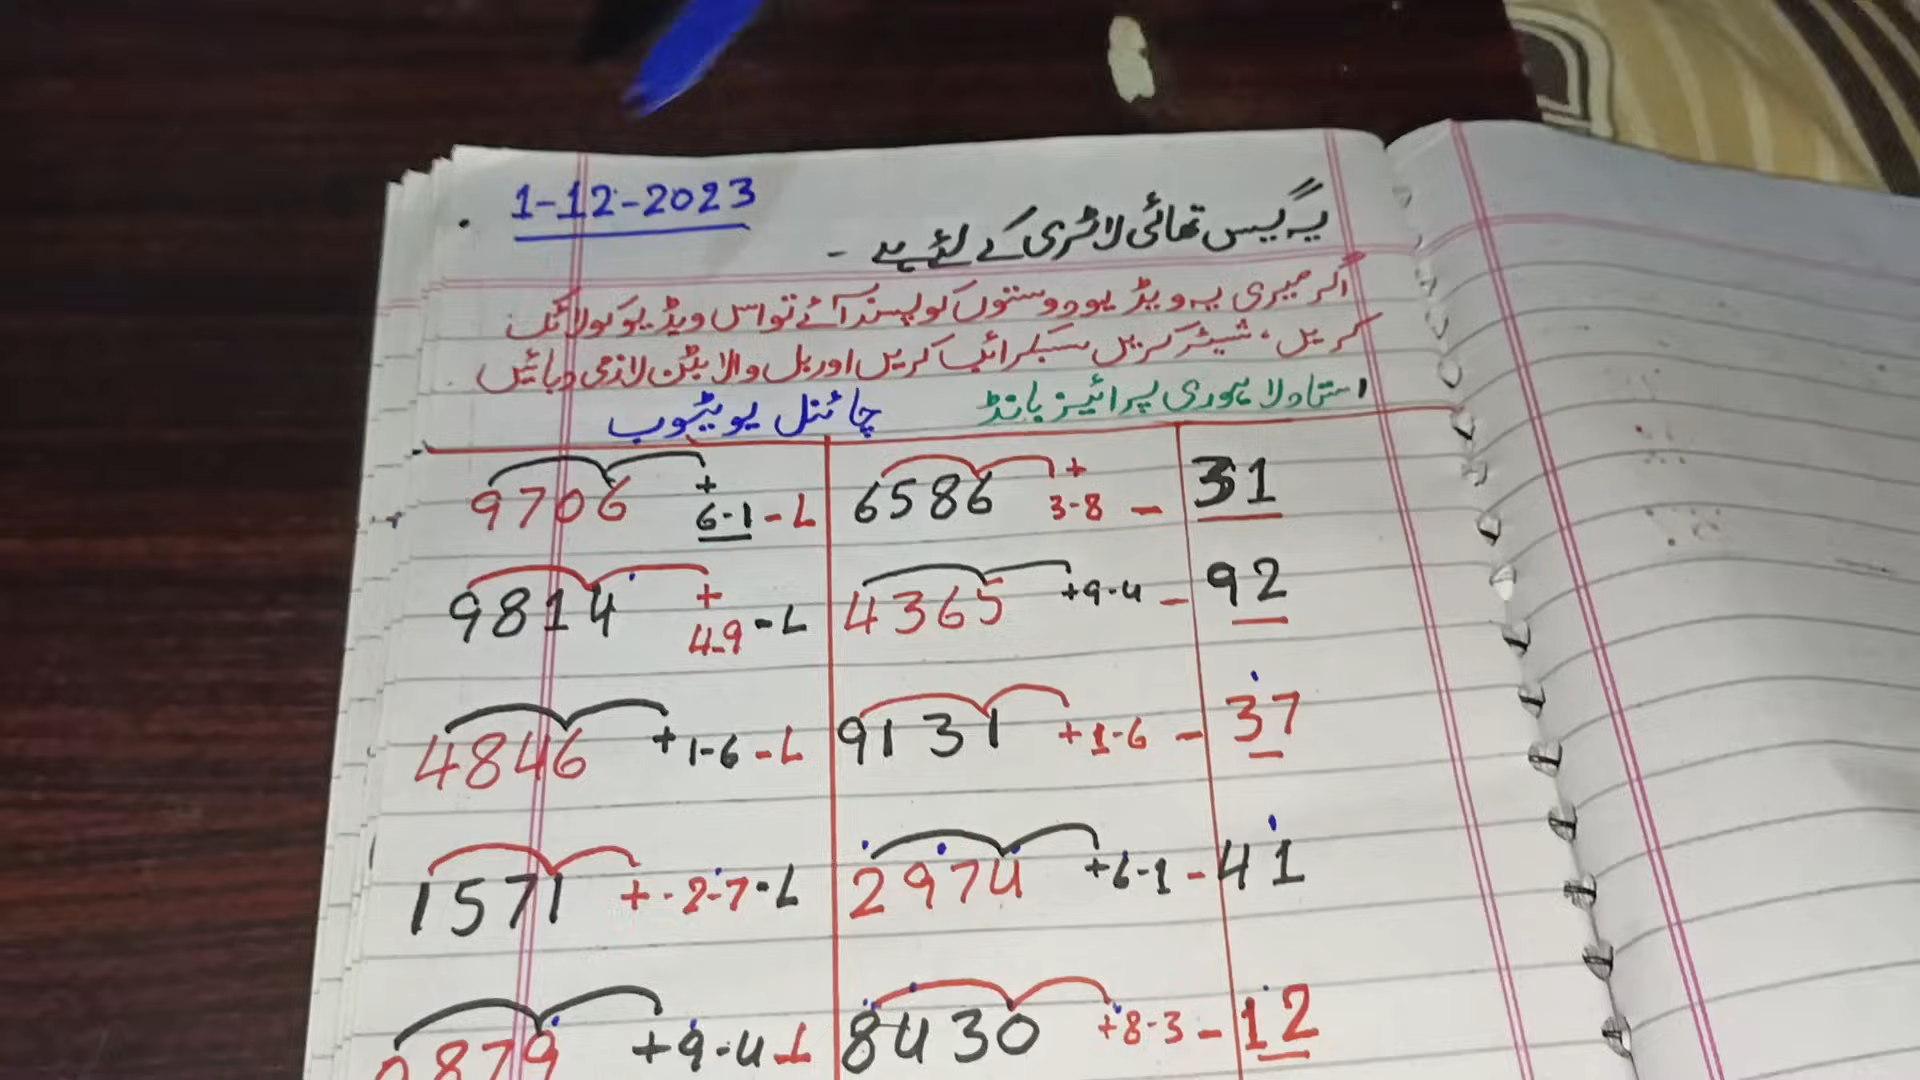 1-12-2023
یہ گیس تھائی لاٹری کے لئے ہے -
اگر میری یہ ویڈیو دوستوں کو پسند آئے تو اس ویڈیو کو لائک
کریں، شیئر کریں سبکرائب کریں اور بل والا بٹن لازمی دبائیں
استاد لاہوری پرائیز بانڈ چائنل یوٹیوب
9706 + 6-1 - L 6586 + 3-8 - 31
9814 + 4-9 - L 4365 +9-4 - 92
4846 +1-6 - L 9131 +1-6 - 37
1571 + -2-7-L 2974 +6-1 - 41
879 +9-4-L 8430 +8-3 - 12